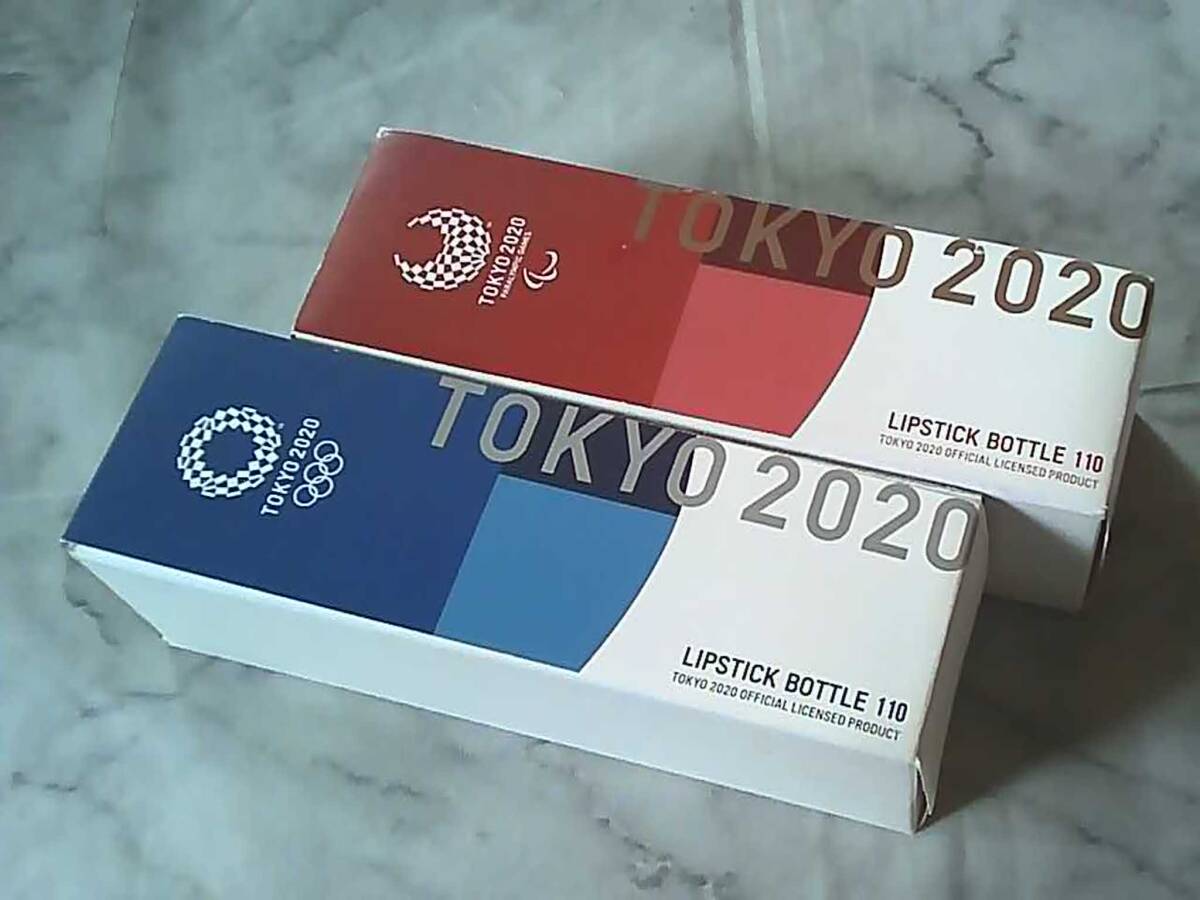 TOKYO 2020
PARALYMPIC GAMES
TOKYO 2020
LIPSTICK BOTTLE 110
TOKYO 2020 OFFICIAL LICENSED PRODUCT
TOKYO 2020
TOKYO 2020
LIPSTICK BOTTLE 110
TOKYO 2020 OFFICIAL LICENSED PRODUCT